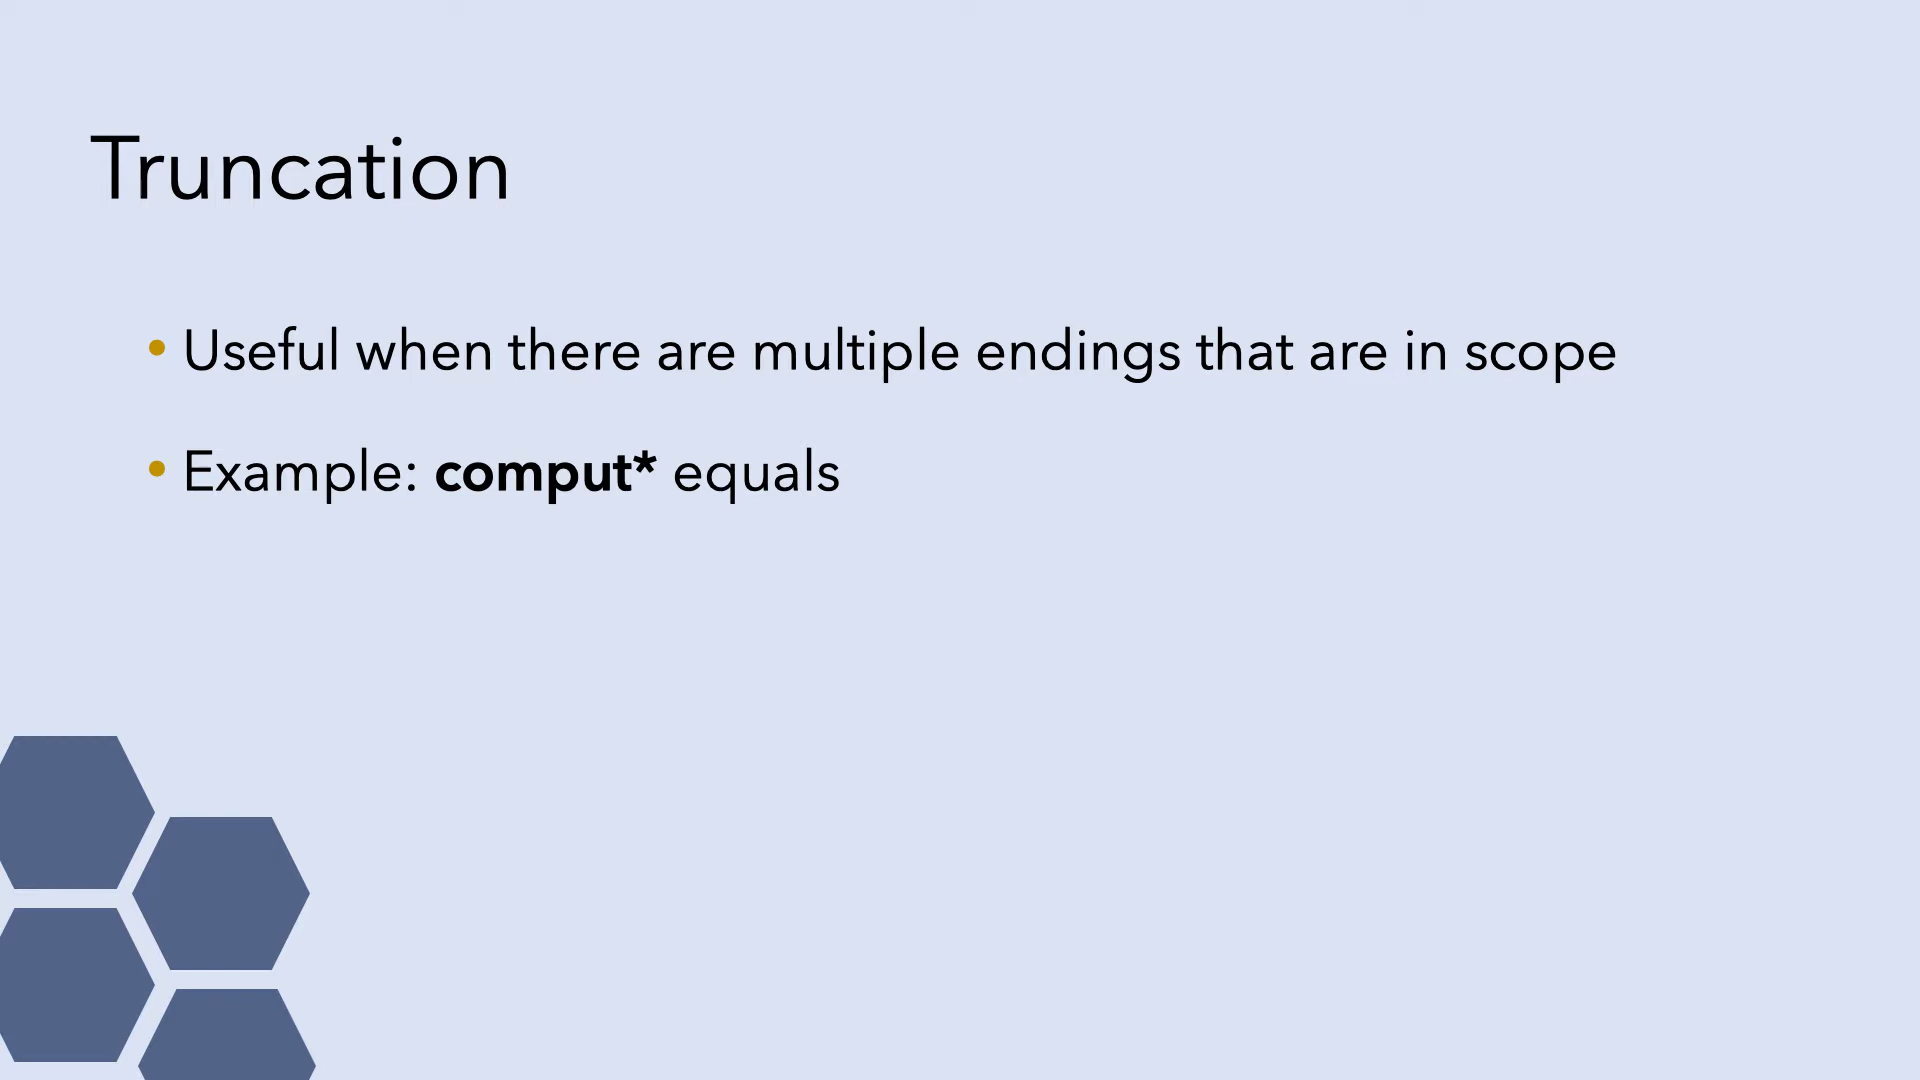 Truncation
• Useful when there are multiple endings that are in scope
• Example: comput* equals